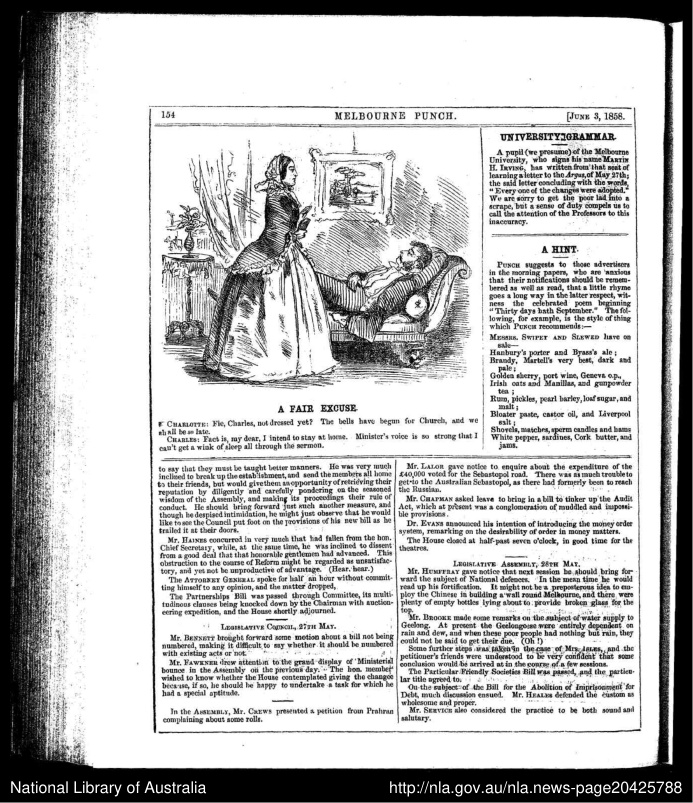 154
MELBOURNE PUNCH.
[JUNE 3, 1858.
A FAIR EXCUSE.
CHARLOTTE: Fie, Charles, not dressed yet? The bells have begun for Church, and we
shall be so late.
CHARLES: Fact is, my dear, I intend to stay at home. Minister's voice is so strong that I
can't get a wink of sleep all through the sermon.
UNIVERSITY GRAMMAR.
A pupil (we presume) of the Melbourne
University, who signs his name MARTIN
H. IRVING, has written from that seat of
learning a letter to the Argus, of May 27th;
the said letter concluding with the words,
"Every one of the changes were adopted."
We are sorry to get the poor lad into a
scrape, but a sense of duty compels us to
call the attention of the Professors to this
inaccuracy.
A HINT.
PUNCH suggests to those advertisers
in the morning papers, who are anxious
that their notifications should be remem-
bered as well as read, that a little rhyme
goes a long way in the latter respect, wit-
ness the celebrated poem beginning
"Thirty days hath September." The fol-
lowing, for example, is the style of thing
which PUNCH recommends:—
MESSRS. SWIPEY AND SLEWED have on
sale—
Hanbury's porter and Byass's ale;
Brandy, Martell's very best, dark and
pale;
Golden sherry, port wine, Geneva o.p.,
Irish oats and Manillas, and gunpowder
tea;
Rum, pickles, pearl barley, loaf sugar, and
malt;
Bloater paste, castor oil, and Liverpool
salt;
Shovels, matches, sperm candles and hams
White pepper, sardines, Cork butter, and
jams.
to say that they must be taught better manners. He was very much
inclined to break up the establishment, and send the members all home
to their friends, but would give them an opportunity of retrieving their
reputation by diligently and carefully pondering on the seasoned
wisdom of the Assembly, and making its proceedings their rule of
conduct. He should bring forward just such another measure, and
though he despised intimidation, he might just observe that he would
like to see the Council put foot on the provisions of his new bill as he
trailed it at their doors.
Mr. HAINES concurred in very much that had fallen from the hon.
Chief Secretary, while, at the same time, he was inclined to dissent
from a good deal that that honorable gentleman had advanced. This
obstruction to the course of Reform might be regarded as unsatisfac-
tory, and yet not be unproductive of advantage. (Hear, hear.)
The ATTORNEY GENERAL spoke for half an hour without commit-
ting himself to any opinion, and the matter dropped,
The Partnerships Bill was passed through Committee, its multi-
tudinous clauses being knocked down by the Chairman with auction-
eering expedition, and the House shortly adjourned.
LEGISLATIVE COUNCIL, 27TH MAY.
Mr. BENNETT brought forward some motion about a bill not being
numbered, making it difficult to say whether it should be numbered
with existing acts or not.
Mr. FAWKNER drew attention to the grand display of Ministerial
bounce in the Assembly on the previous day. The hon. member
wished to know whether the House contemplated giving the changes
because, if so, he should be happy to undertake a task for which he
had a special aptitude.
In the ASSEMBLY, Mr. CREWS presented a petition from Prahran
complaining about some rolls.
Mr. LALOR gave notice to enquire about the expenditure of the
£40,000 voted for the Sebastopol road. There was as much trouble to
get to the Australian Sebastopol, as there had formerly been to reach
the Russian.
Mr. CHAPMAN asked leave to bring in a bill to tinker up the Audit
Act, which at present was a conglomeration of muddled and impossi-
ble provisions.
Dr. EVANS announced his intention of introducing the money order
system, remarking on the desirability of order in money matters.
The House closed at half-past seven o'clock, in good time for the
theatres.
LEGISLATIVE ASSEMBLY, 28TH MAY.
Mr. HUMFFRAY gave notice that next session he should bring for-
ward the subject of National defences. In the mean time he would
read up his fortification. It might not be a preposterous idea to em-
ploy the Chinese in building a wall round Melbourne, and there were
plenty of empty bottles lying about to provide broken glass for the
top.
Mr. BROOKE made some remarks on the subject of water supply to
Geelong. At present the Geelongese were entirely dependent on
rain and dew, and when these poor people had nothing but rain, they
could not be said to get their due. (Oh!)
Some further steps was taken in the case of Mrs. ISLES, and the
petitioner's friends were understood to be very confident that some
conclusion would be arrived at in the course of a few sessions.
The Particular Friendly Societies Bill was passed, and the particu-
lar title agreed to.
On the subject of the Bill for the Abolition of Imprisonment for
Debt, much discussion ensued. Mr. HEALES defended the custom as
wholesome and proper.
Mr. SERVICE also considered the practice to be both sound and
salutary.
National Library of Australia
http://nla.gov.au/nla.news-page20425788